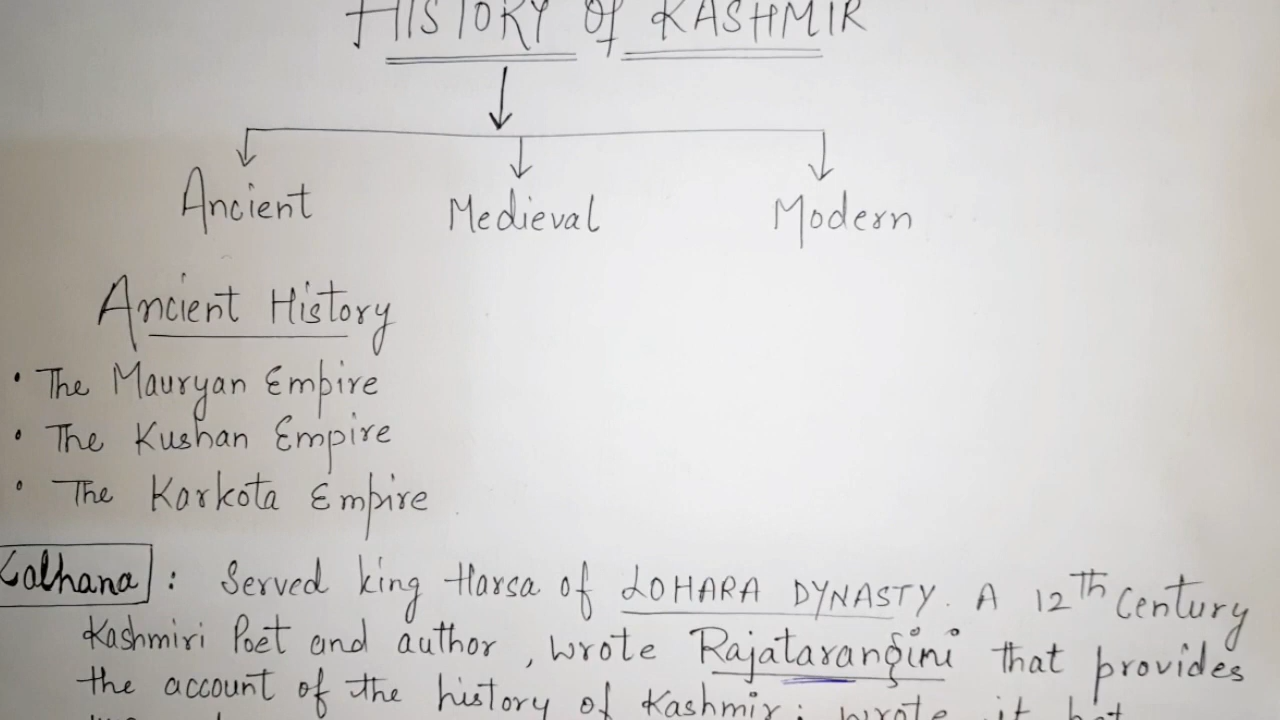 HISTORY of KASHMIR
Ancient Medieval Modern
Ancient History
• The Mauryan Empire
• The Kushan Empire
• The Karkota Empire
Kalhana : Served king Harsa of LOHARA DYNASTY. A 12th Century
Kashmiri Poet and author, wrote Rajatarangini that provides
the account of the history of Kashmir; wrote it bet